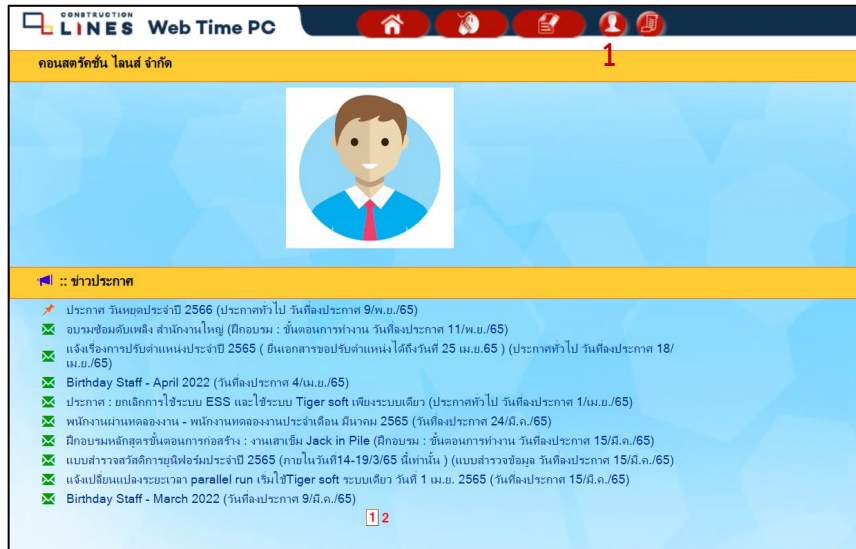 CONSTRUCTION
LINES Web Time PC
1
คอนสตรัคชั่น ไลนส์ จำกัด
:: ข่าวประกาศ
ประกาศ วันหยุดประจำปี 2566 (ประกาศทั่วไป วันที่ลงประกาศ 9/พ.ย./65)
อบรมซ้อมดับเพลิง สำนักงานใหญ่ (ฝึกอบรม : ขั้นตอนการทำงาน วันที่ลงประกาศ 11/พ.ย./65)
แจ้งเรื่องการปรับตำแหน่งประจำปี 2565 ( ยื่นเอกสารขอปรับตำแหน่งได้ถึงวันที่ 25 เม.ย.65 ) (ประกาศทั่วไป วันที่ลงประกาศ 18/
เม.ย./65)
Birthday Staff - April 2022 (วันที่ลงประกาศ 4/เม.ย./65)
ประกาศ : ยกเลิกการใช้ระบบ ESS และใช้ระบบ Tiger soft เพียงระบบเดียว (ประกาศทั่วไป วันที่ลงประกาศ 1/เม.ย./65)
พนักงานผ่านทดลองงาน - พนักงานทดลองงานประจำเดือน มีนาคม 2565 (วันที่ลงประกาศ 24/มี.ค./65)
ฝึกอบรมหลักสูตรขั้นตอนการก่อสร้าง : งานเสาเข็ม Jack in Pile (ฝึกอบรม : ขั้นตอนการทำงาน วันที่ลงประกาศ 15/มี.ค./65)
แบบสำรวจสวัสดิการยูนิฟอร์มประจำปี 2565 (ภายในวันที่14-19/3/65 นี้เท่านั้น ) (แบบสำรวจข้อมูล วันที่ลงประกาศ 15/มี.ค./65)
แจ้งเปลี่ยนแปลงระยะเวลา parallel run เริ่มใช้Tiger soft ระบบเดียว วันที่ 1 เม.ย. 2565 (วันที่ลงประกาศ 15/มี.ค./65)
Birthday Staff - March 2022 (วันที่ลงประกาศ 9/มี.ค./65)
1 2